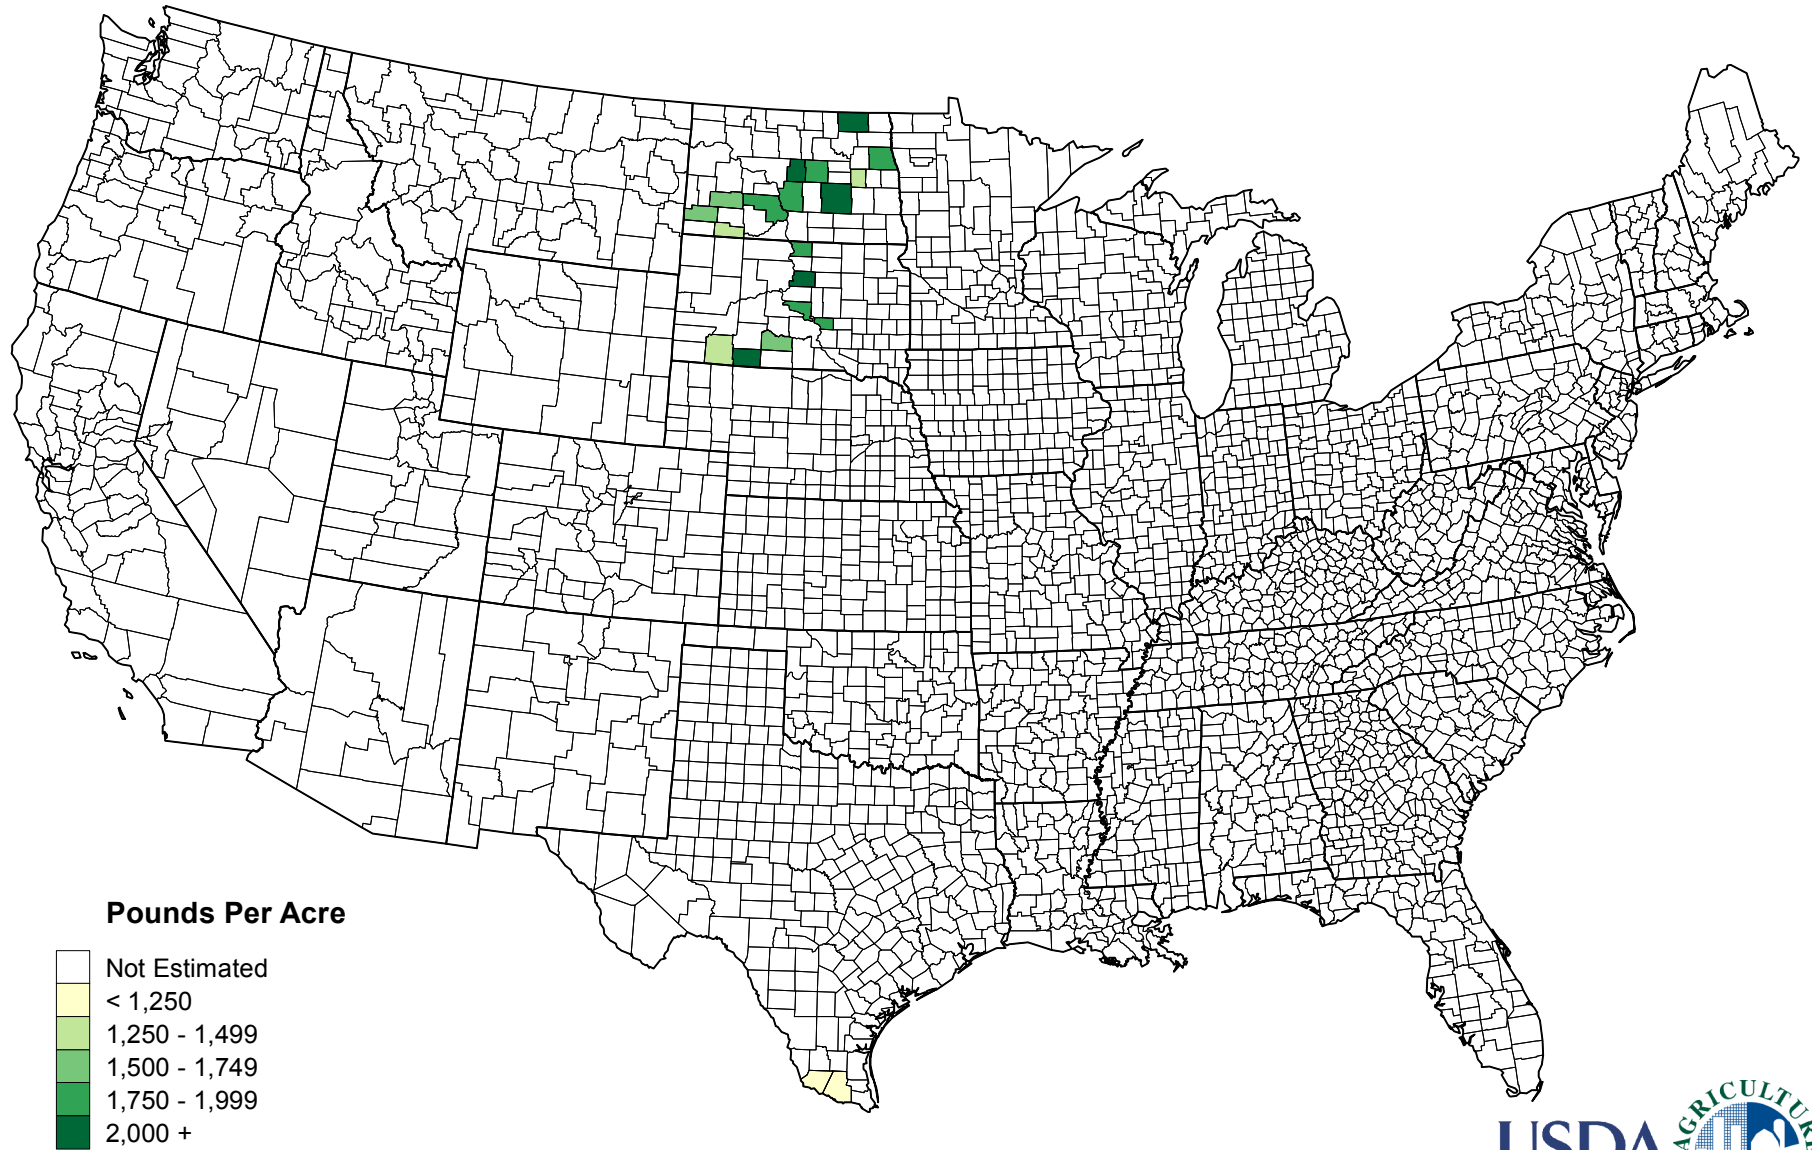 Pounds Per Acre
Not Estimated
< 1,250
1,250 - 1,499
1,500 - 1,749
1,750 - 1,999
2,000 +
USDA